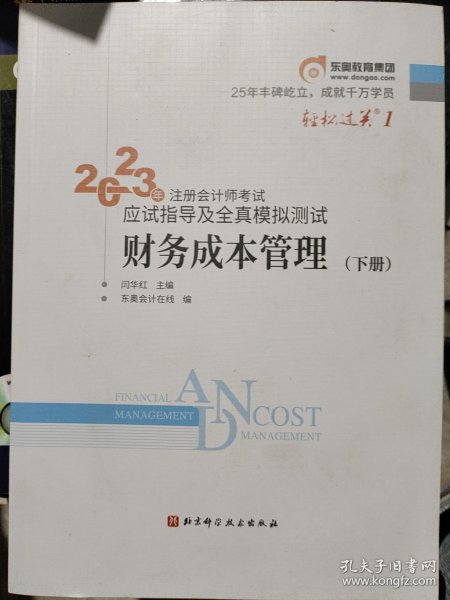 东奥教育集团
www.dongao.com
25年丰碑屹立，成就千万学员
轻松过关®1
2023年 注册会计师考试
应试指导及全真模拟测试
财务成本管理（下册）
闫华红 主编
东奥会计在线 编
FINANCIAL AND COST
MANAGEMENT MANAGEMENT
北京科学技术出版社
孔夫子旧书网
www.kongfz.com